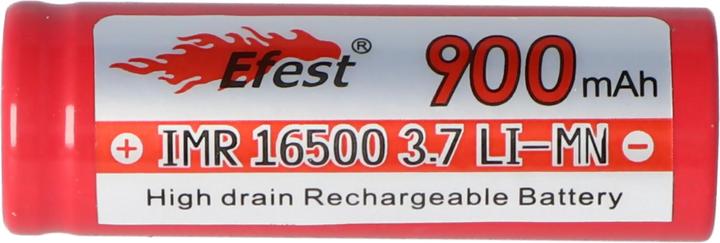 Efest® 900mAh
+ IMR 16500 3.7 LI-MN −
High drain Rechargeable Battery